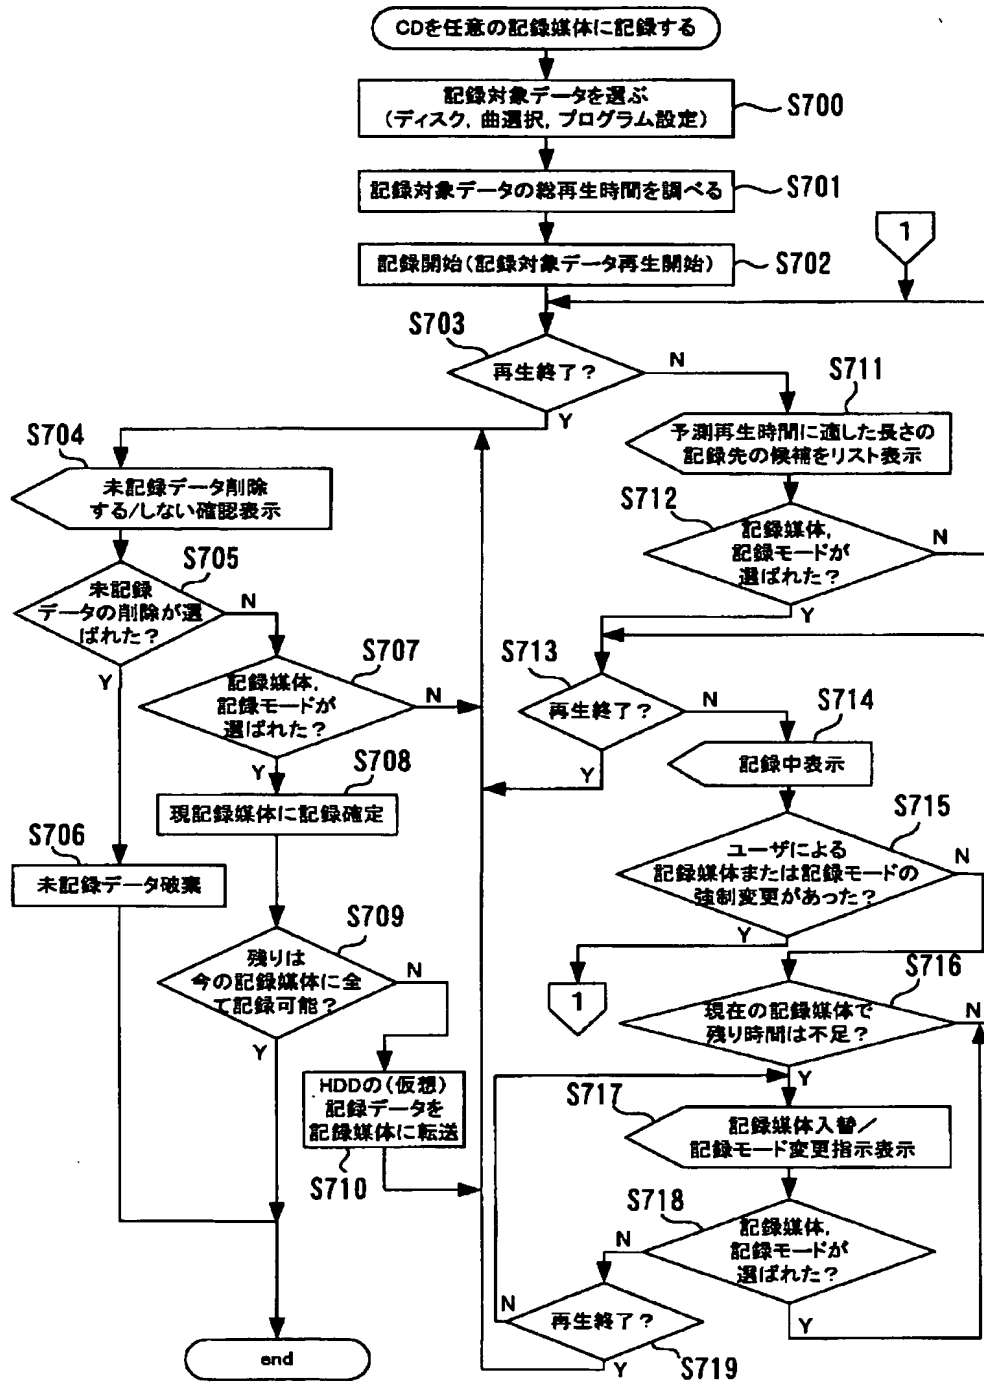 CDを任意の記録媒体に記録する
記録対象データを選ぶ
(ディスク,曲選択,プログラム設定)
S700
記録対象データの総再生時間を調べる
S701
記録開始(記録対象データ再生開始)
S702
1
S703
再生終了?
N
Y
S704
未記録データ削除
する/しない確認表示
S705
未記録
データの削除が選
ばれた?
N
Y
S707
記録媒体,
記録モードが
選ばれた?
N
Y
S708
現記録媒体に記録確定
S706
未記録データ破棄
S709
残りは
今の記録媒体に全
て記録可能?
N
Y
HDDの(仮想)
記録データを
記録媒体に転送
S710
end
S711
予測再生時間に適した長さの
記録先の候補をリスト表示
S712
記録媒体,
記録モードが
選ばれた?
N
Y
S713
再生終了?
N
Y
S714
記録中表示
S715
ユーザによる
記録媒体または記録モードの
強制変更があった?
N
Y
1
S716
現在の記録媒体で
残り時間は不足?
N
Y
S717
記録媒体入替/
記録モード変更指示表示
S718
記録媒体,
記録モードが
選ばれた?
N
Y
再生終了?
N
Y
S719